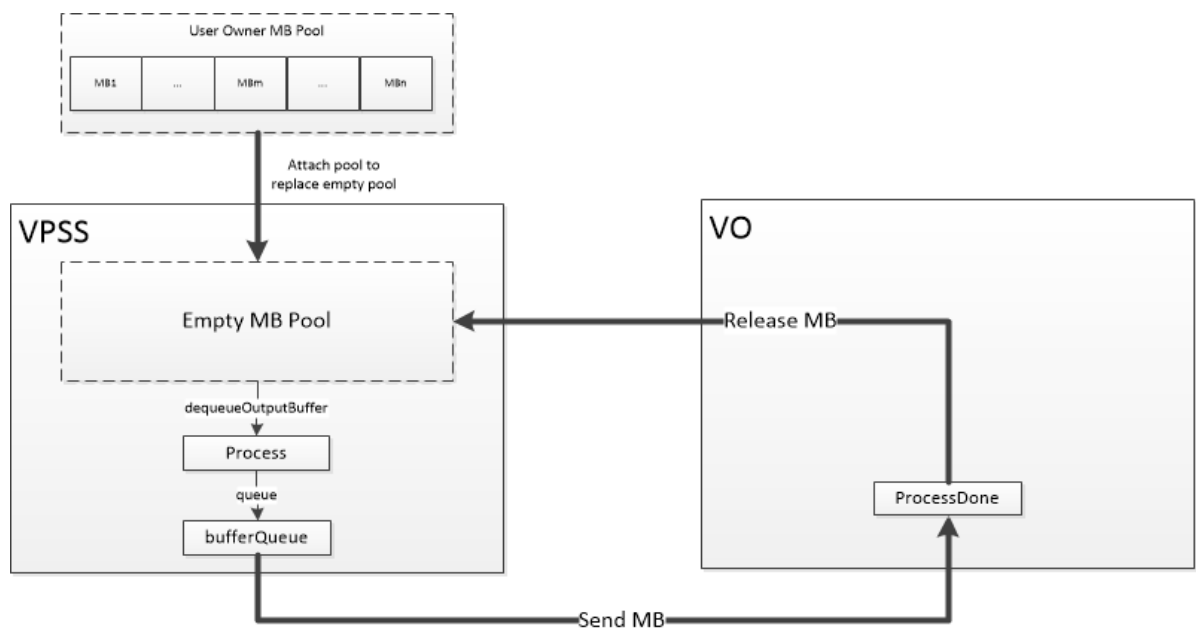 User Owner MB Pool
MB1
...
MBm
...
MBn
Attach pool to
replace empty pool
VPSS
VO
Empty MB Pool
Release MB
dequeueOutputBuffer
Process
queue
ProcessDone
bufferQueue
Send MB